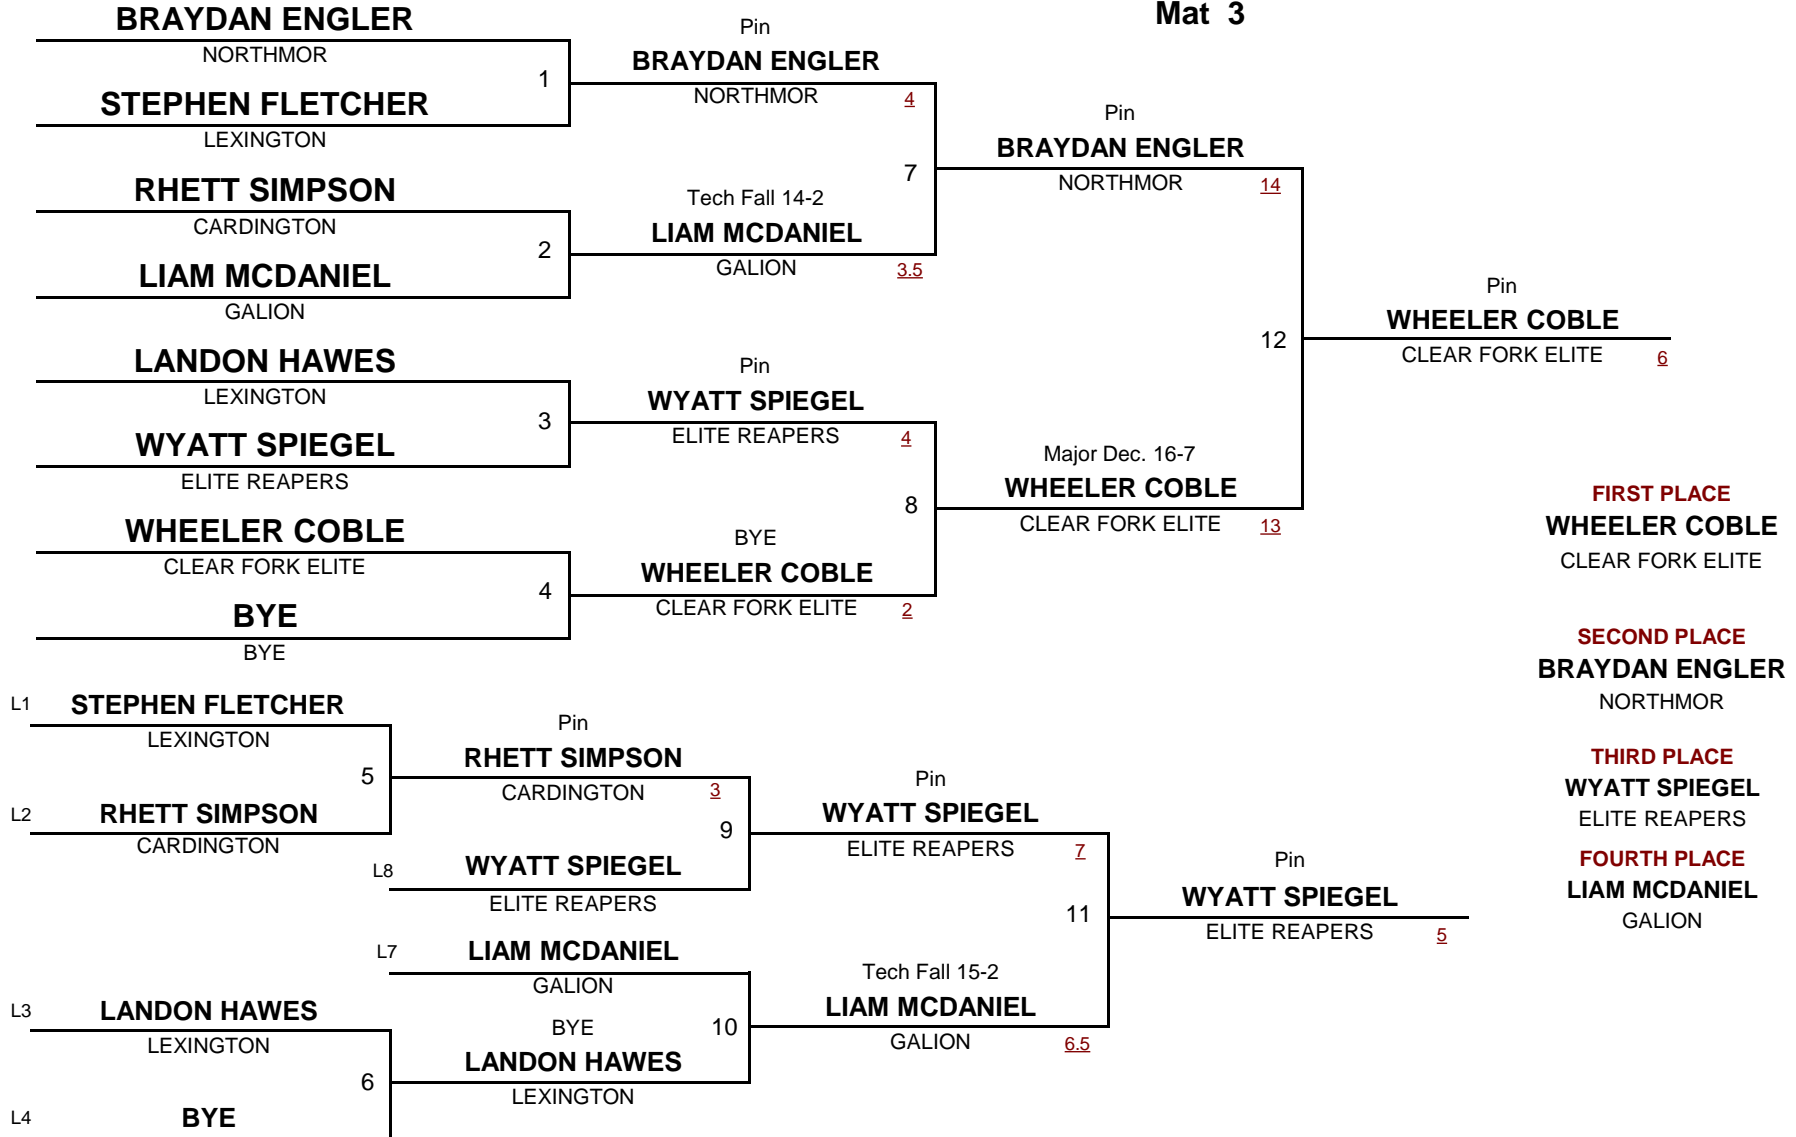 Mat 3
BRAYDAN ENGLER
NORTHMOR
1
STEPHEN FLETCHER
LEXINGTON
RHETT SIMPSON
CARDINGTON
2
LIAM MCDANIEL
GALION
LANDON HAWES
LEXINGTON
3
WYATT SPIEGEL
ELITE REAPERS
WHEELER COBLE
CLEAR FORK ELITE
4
BYE
BYE
Pin
BRAYDAN ENGLER
NORTHMOR 4
7
Tech Fall 14-2
LIAM MCDANIEL
GALION 3.5
Pin
WYATT SPIEGEL
ELITE REAPERS 4
8
BYE
WHEELER COBLE
CLEAR FORK ELITE 2
Pin
BRAYDAN ENGLER
NORTHMOR 14
12
Major Dec. 16-7
WHEELER COBLE
CLEAR FORK ELITE 13
Pin
WHEELER COBLE
CLEAR FORK ELITE 6
FIRST PLACE
WHEELER COBLE
CLEAR FORK ELITE
SECOND PLACE
BRAYDAN ENGLER
NORTHMOR
THIRD PLACE
WYATT SPIEGEL
ELITE REAPERS
FOURTH PLACE
LIAM MCDANIEL
GALION
L1 STEPHEN FLETCHER
LEXINGTON
5
L2 RHETT SIMPSON
CARDINGTON
L3 LANDON HAWES
LEXINGTON
6
L4 BYE
Pin
RHETT SIMPSON
CARDINGTON 3
9
L8 WYATT SPIEGEL
ELITE REAPERS
L7 LIAM MCDANIEL
GALION
10
BYE
LANDON HAWES
LEXINGTON
Pin
WYATT SPIEGEL
ELITE REAPERS 7
11
Tech Fall 15-2
LIAM MCDANIEL
GALION 6.5
Pin
WYATT SPIEGEL
ELITE REAPERS 5